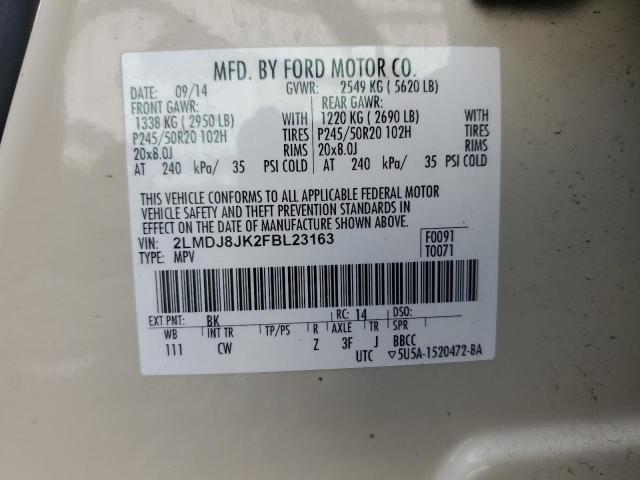 MFD. BY FORD MOTOR CO.
DATE: 09/14 GVWR: 2549 KG ( 5620 LB)
FRONT GAWR: REAR GAWR:
1338 KG ( 2950 LB) WITH 1220 KG ( 2690 LB) WITH
P245/50R20 102H TIRES P245/50R20 102H TIRES
20x8.0J RIMS 20x8.0J RIMS
AT 240 kPa/ 35 PSI COLD AT 240 kPa/ 35 PSI COLD
THIS VEHICLE CONFORMS TO ALL APPLICABLE FEDERAL MOTOR
VEHICLE SAFETY AND THEFT PREVENTION STANDARDS IN
EFFECT ON THE DATE OF MANUFACTURE SHOWN ABOVE.
VIN: 2LMDJ8JK2FBL23163 F0091
TYPE: MPV T0071
EXT PNT: BK RC: 14 DSO:
WB INT TR TP/PS R AXLE TR SPR
111 CW Z 3F J BBCC
UTC ▽5U5A-1520472-BA